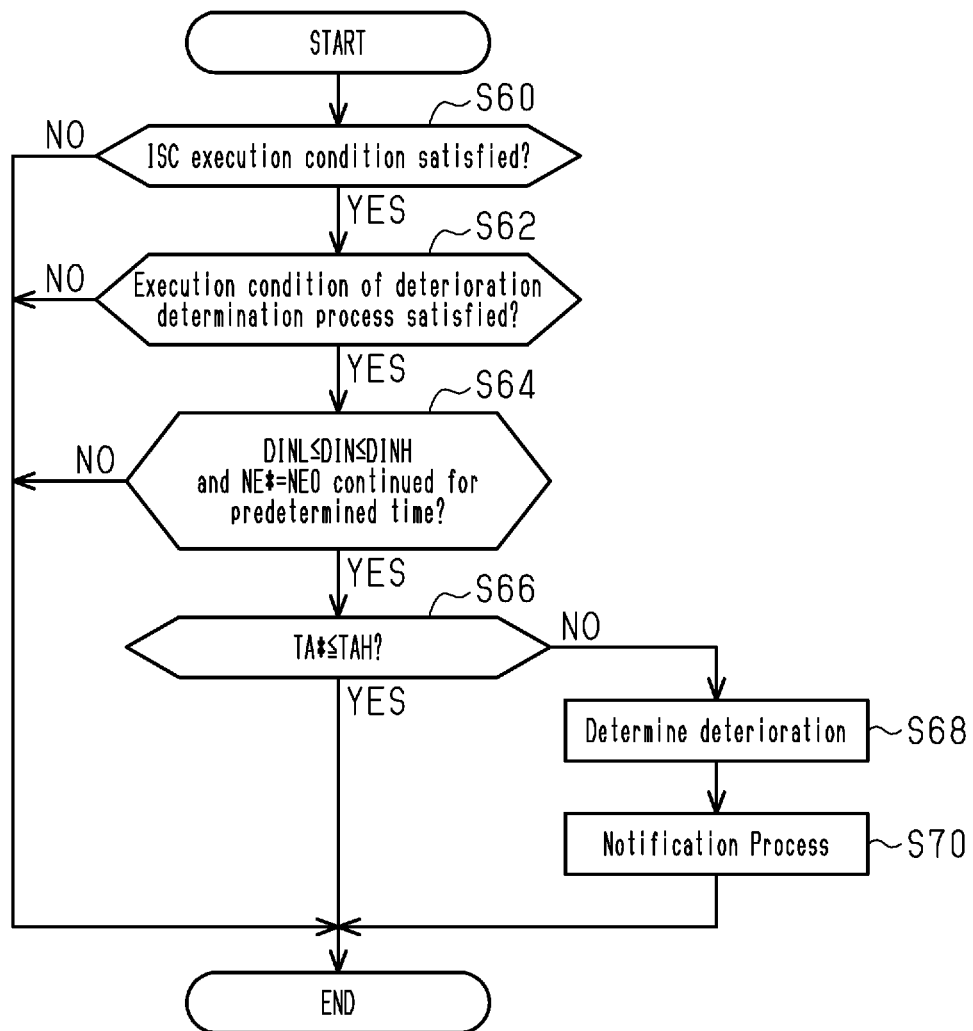 START
S60
NO
ISC execution condition satisfied?
YES
S62
NO
Execution condition of deterioration
determination process satisfied?
YES
S64
NO
DINL≦DIN≦DINH
and NE*=NE0 continued for
predetermined time?
YES
S66
TA*≦TAH?
NO
YES
Determine deterioration
S68
Notification Process
S70
END